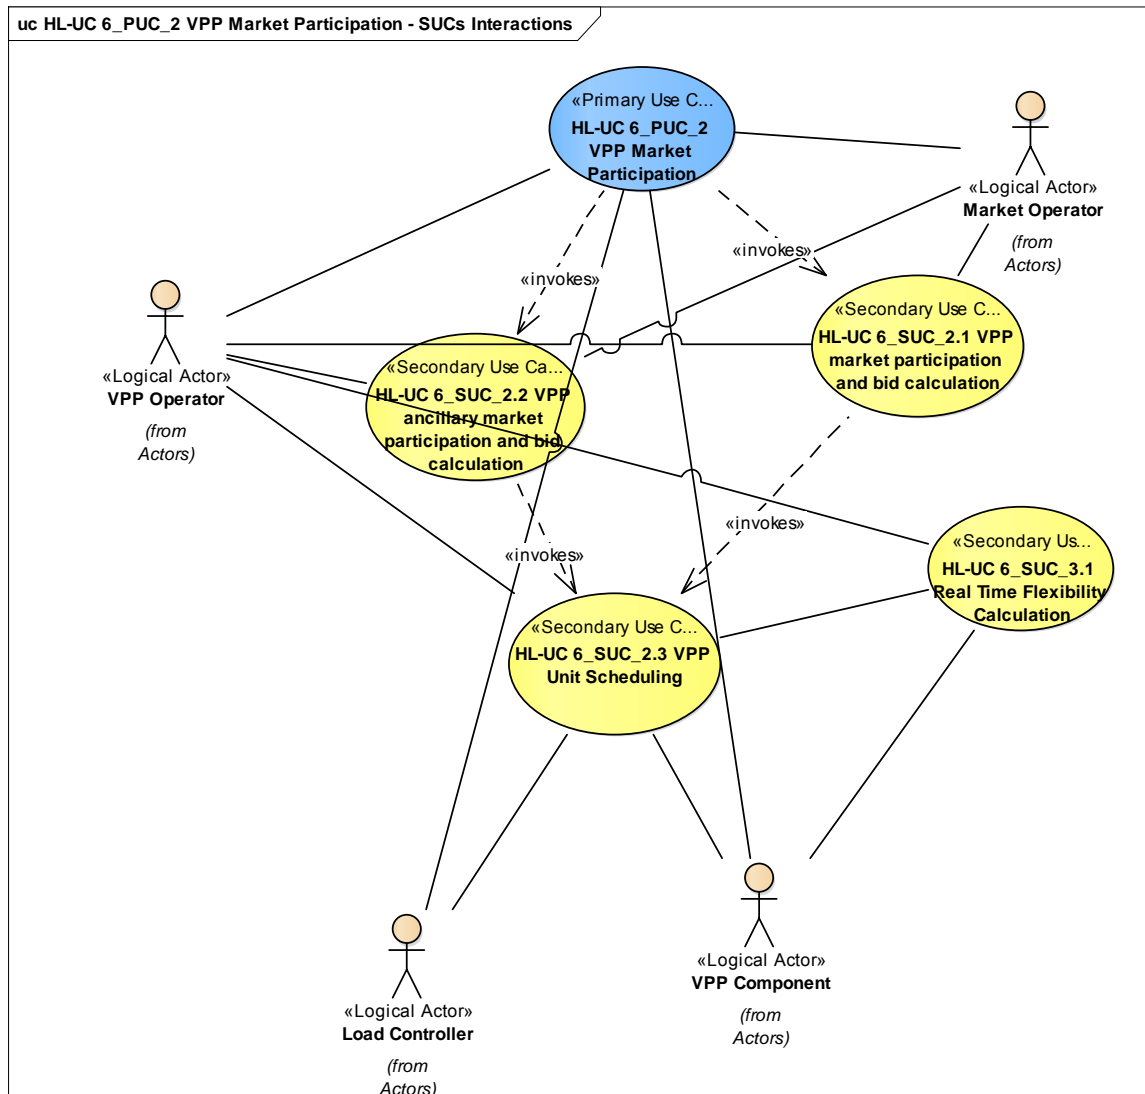 uc HL-UC 6_PUC_2 VPP Market Participation - SUCs Interactions
«Primary Use C...
HL-UC 6_PUC_2
VPP Market
Participation
«Logical Actor»
Market Operator
(from
Actors)
«invokes»
«invokes»
«Logical Actor»
VPP Operator
(from
Actors)
«Secondary Use C...
HL-UC 6_SUC_2.1 VPP
market participation
and bid calculation
«Secondary Use Ca...
HL-UC 6_SUC_2.2 VPP
ancillary market
participation and bid
calculation
«invokes»
«invokes»
«Secondary Us...
HL-UC 6_SUC_3.1
Real Time Flexibility
Calculation
«Secondary Use C...
HL-UC 6_SUC_2.3 VPP
Unit Scheduling
«Logical Actor»
VPP Component
(from
Actors)
«Logical Actor»
Load Controller
(from
Actors)